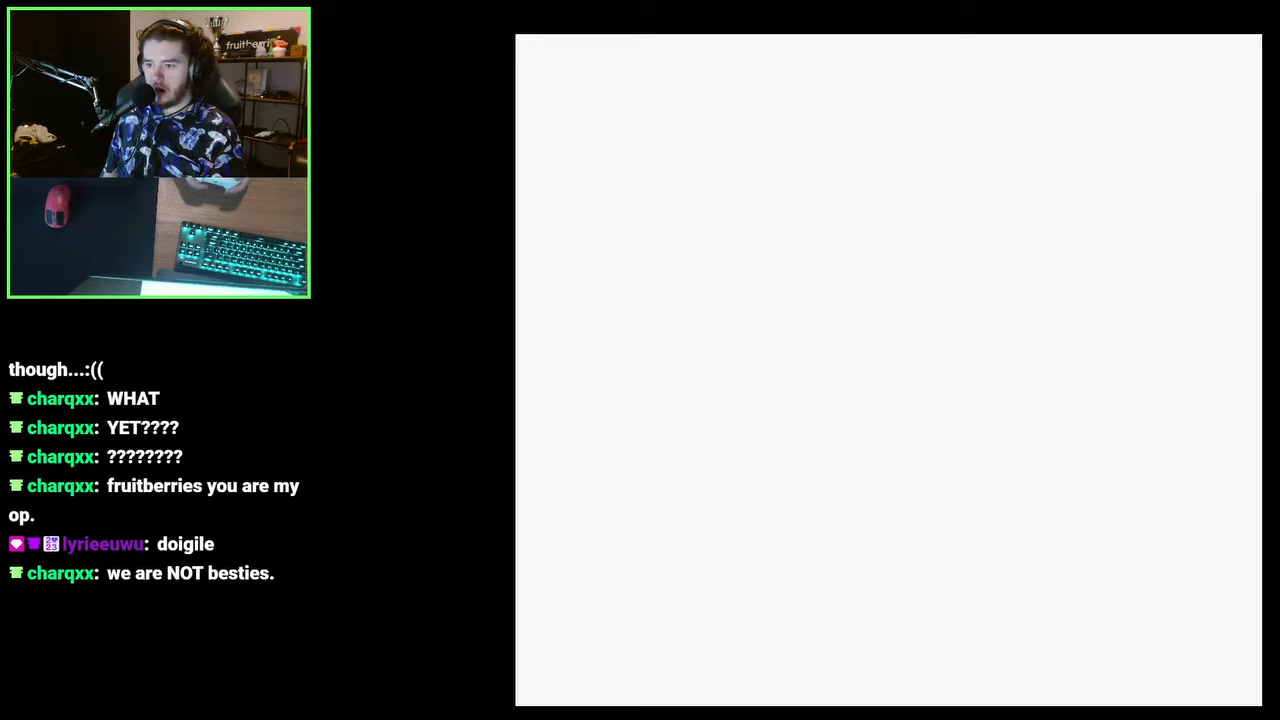 fruitberries
though...:((
charqxx: WHAT
charqxx: YET????
charqxx: ????????
charqxx: fruitberries you are my
op.
lyrieeuwu: doigile
charqxx: we are NOT besties.